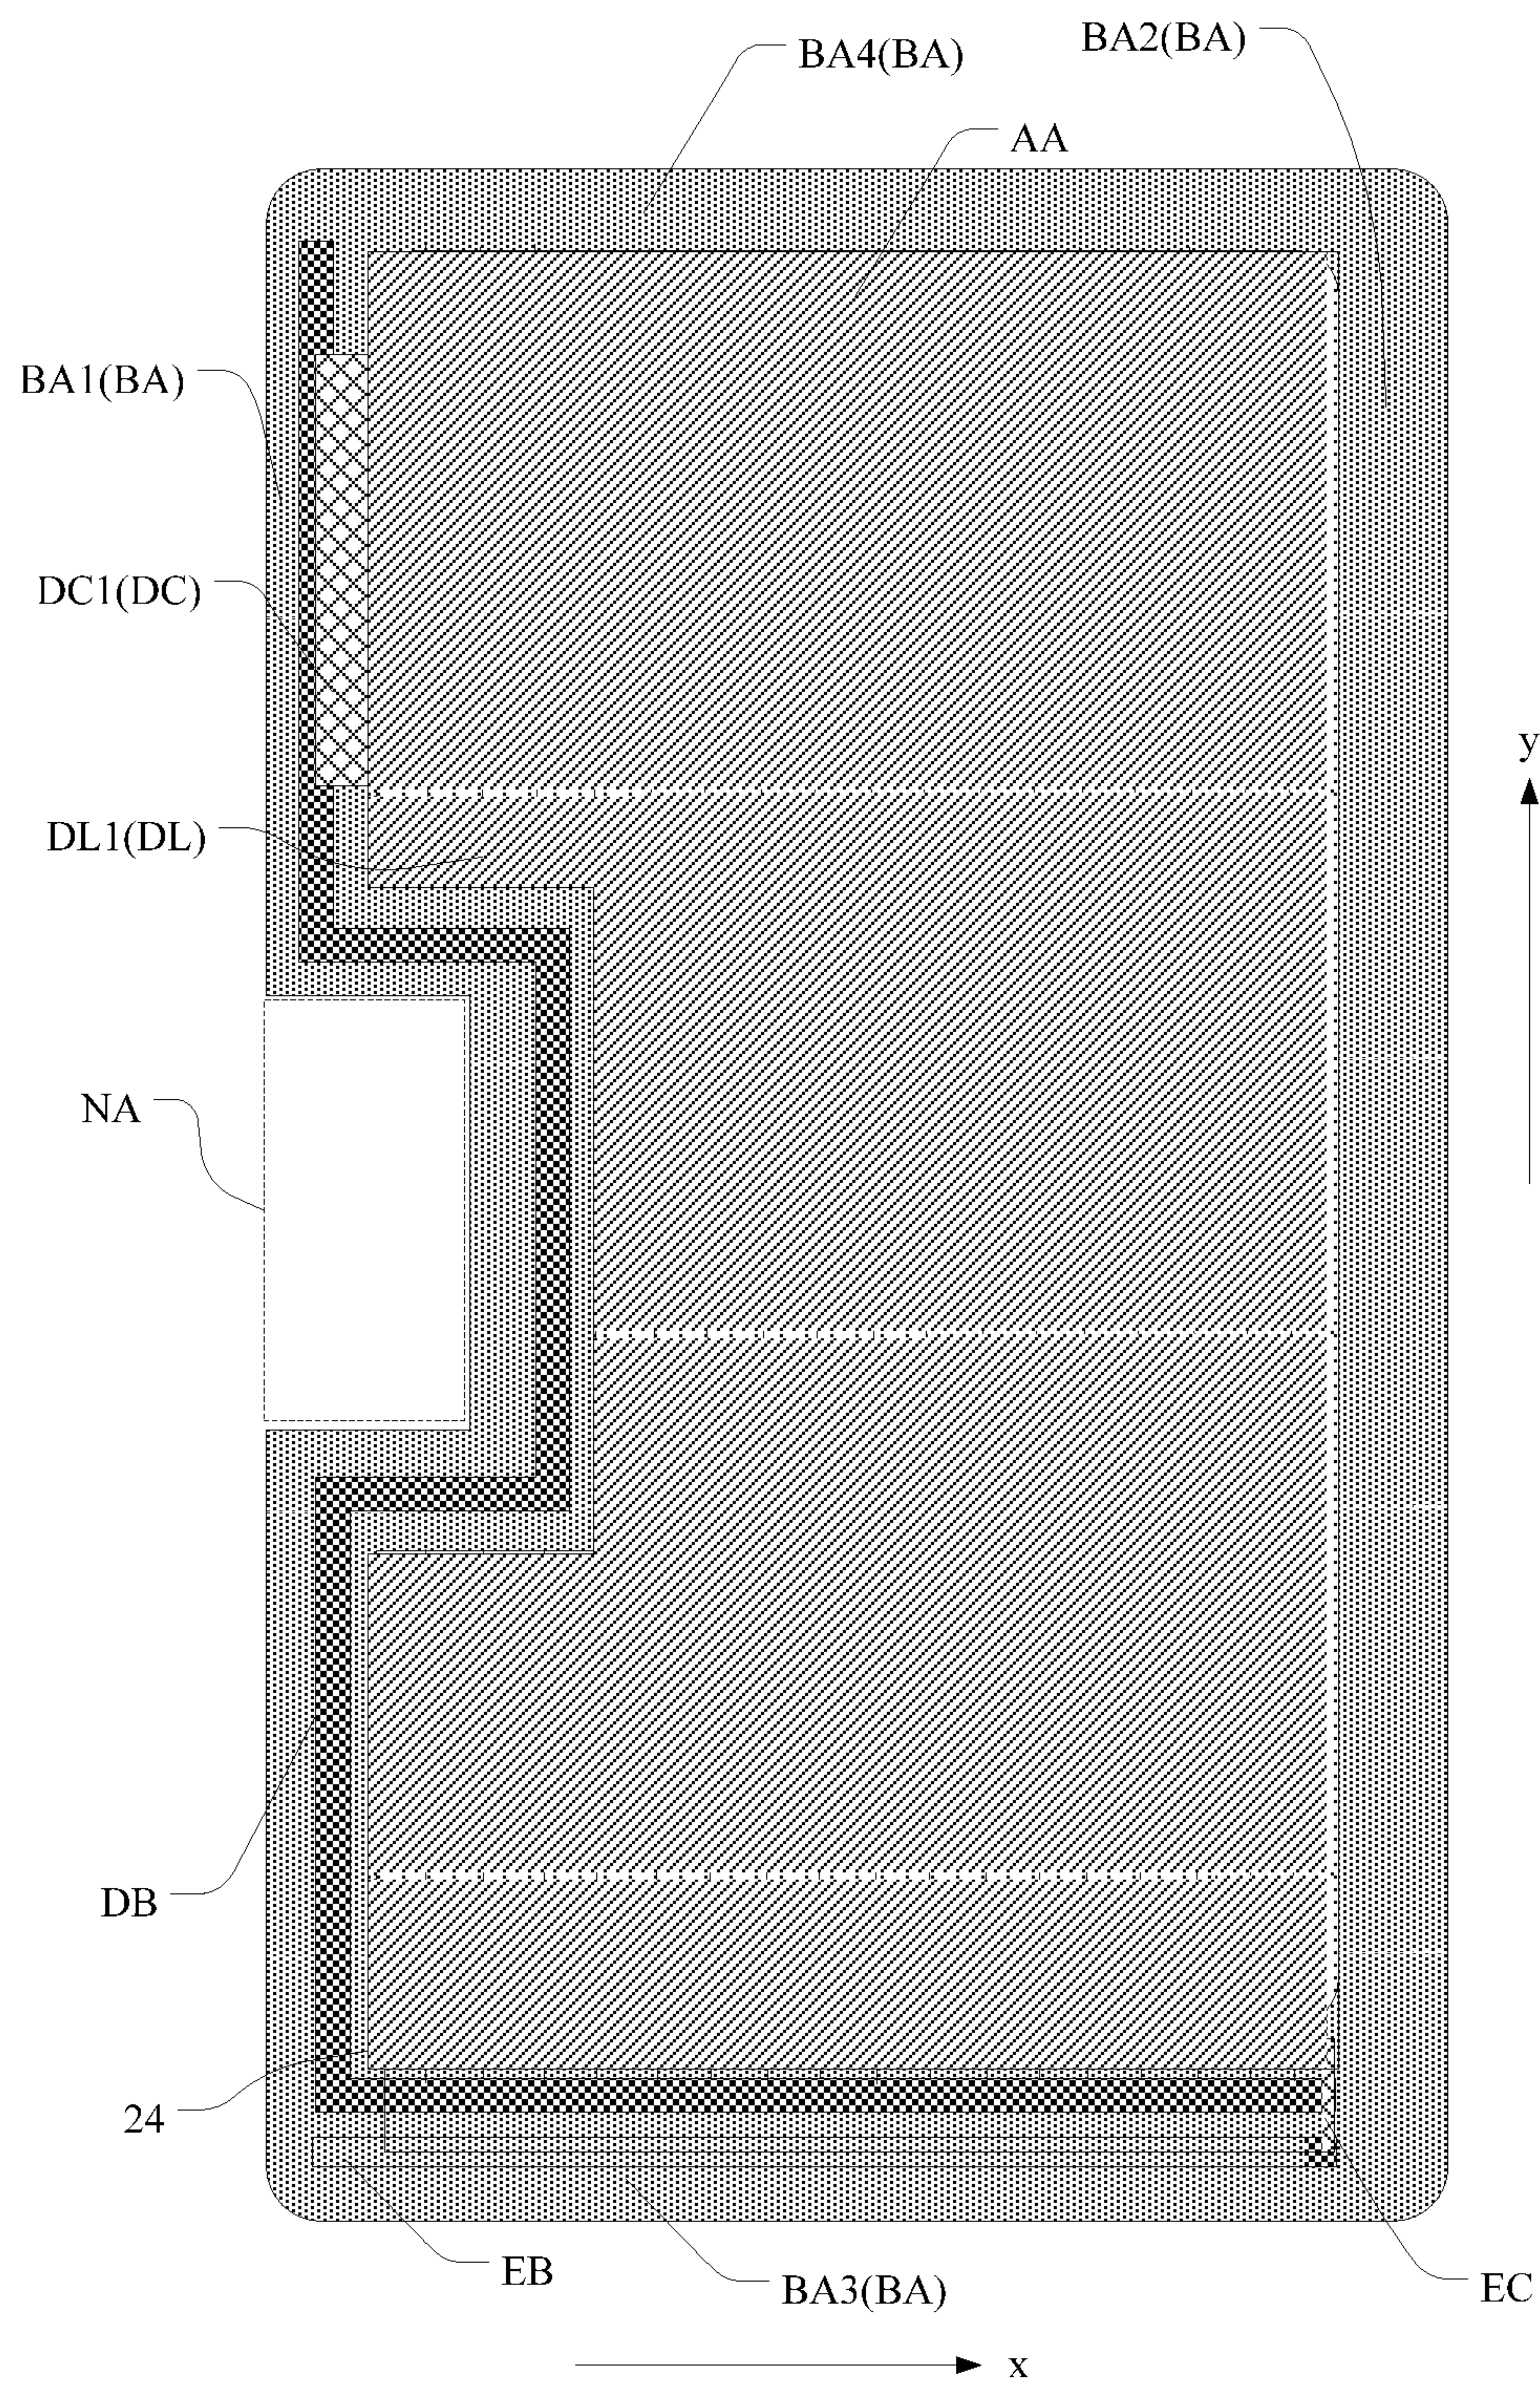 BA2(BA)
BA4(BA)
AA
BA1(BA)
DC1(DC)
y
DL1(DL)
NA
DB
24
EB
BA3(BA)
EC
x